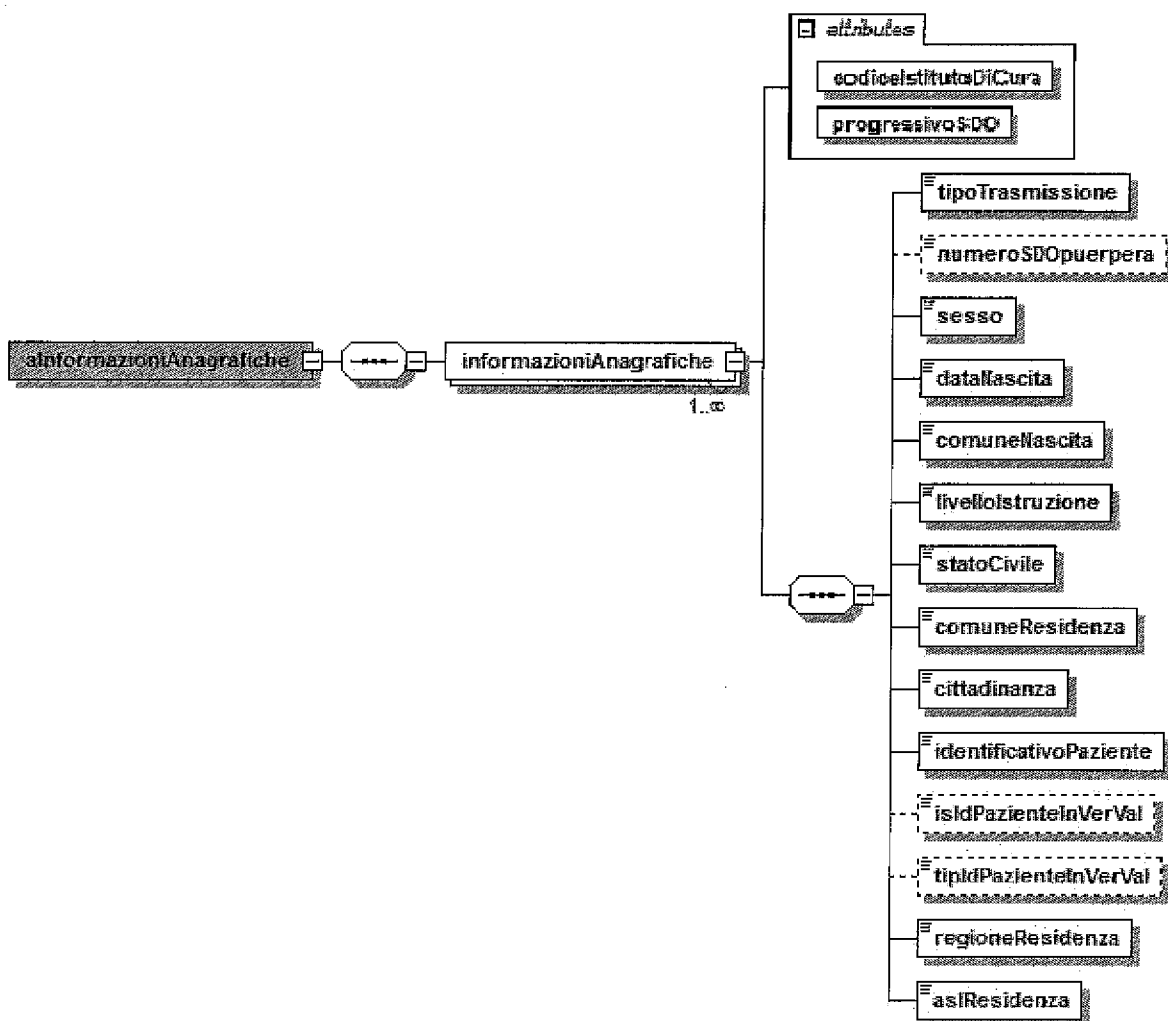 attributes
codiceIstitutoDiCura
progressivoSDO
tipoTrasmissione
numeroSDOpuerpera
sesso
aInformazioniAnagrafiche
informazioniAnagrafiche
1..∞
dataNascita
comuneNascita
livelloIstruzione
statoCivile
comuneResidenza
cittadinanza
identificativoPaziente
isIdPazienteInVerVal
tipIdPazienteInVerVal
regioneResidenza
aslResidenza